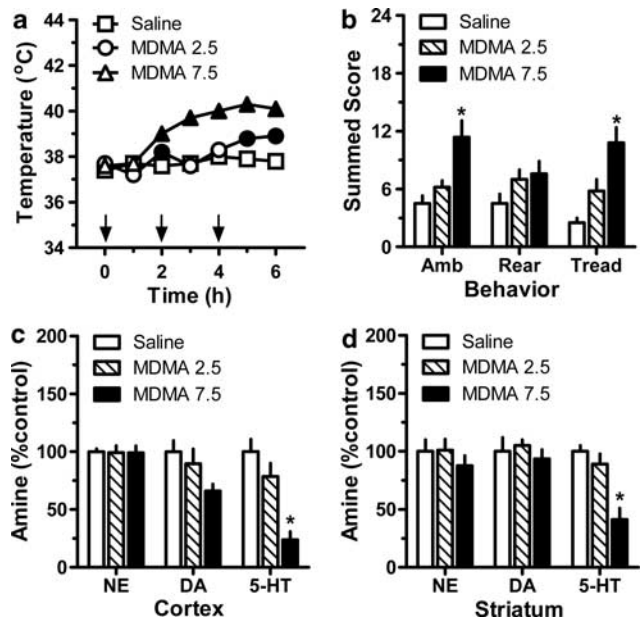 a
Saline
MDMA 2.5
MDMA 7.5
Temperature (°C)
42
40
38
36
34
0 2 4 6
Time (h)
b
Saline
MDMA 2.5
MDMA 7.5
Summed Score
24
18
12
6
0
*
*
Amb Rear Tread
Behavior
c
Saline
MDMA 2.5
MDMA 7.5
Amine (%control)
200
150
100
50
0
*
NE DA 5-HT
Cortex
d
Saline
MDMA 2.5
MDMA 7.5
Amine (%control)
200
150
100
50
0
*
NE DA 5-HT
Striatum